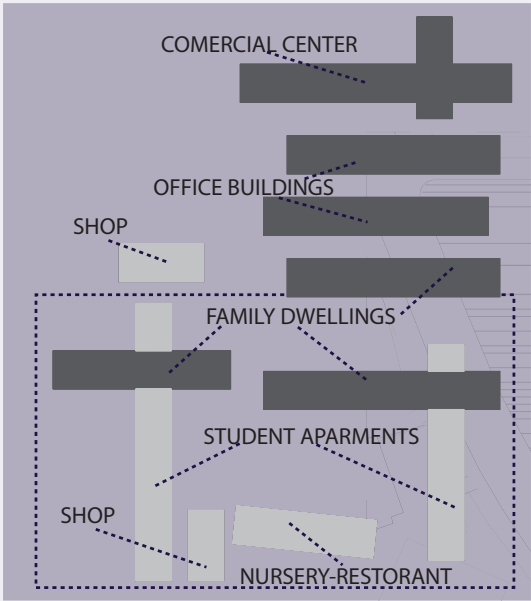 COMERCIAL CENTER
OFFICE BUILDINGS
SHOP
FAMILY DWELLINGS
STUDENT APARMENTS
SHOP
NURSERY-RESTORANT